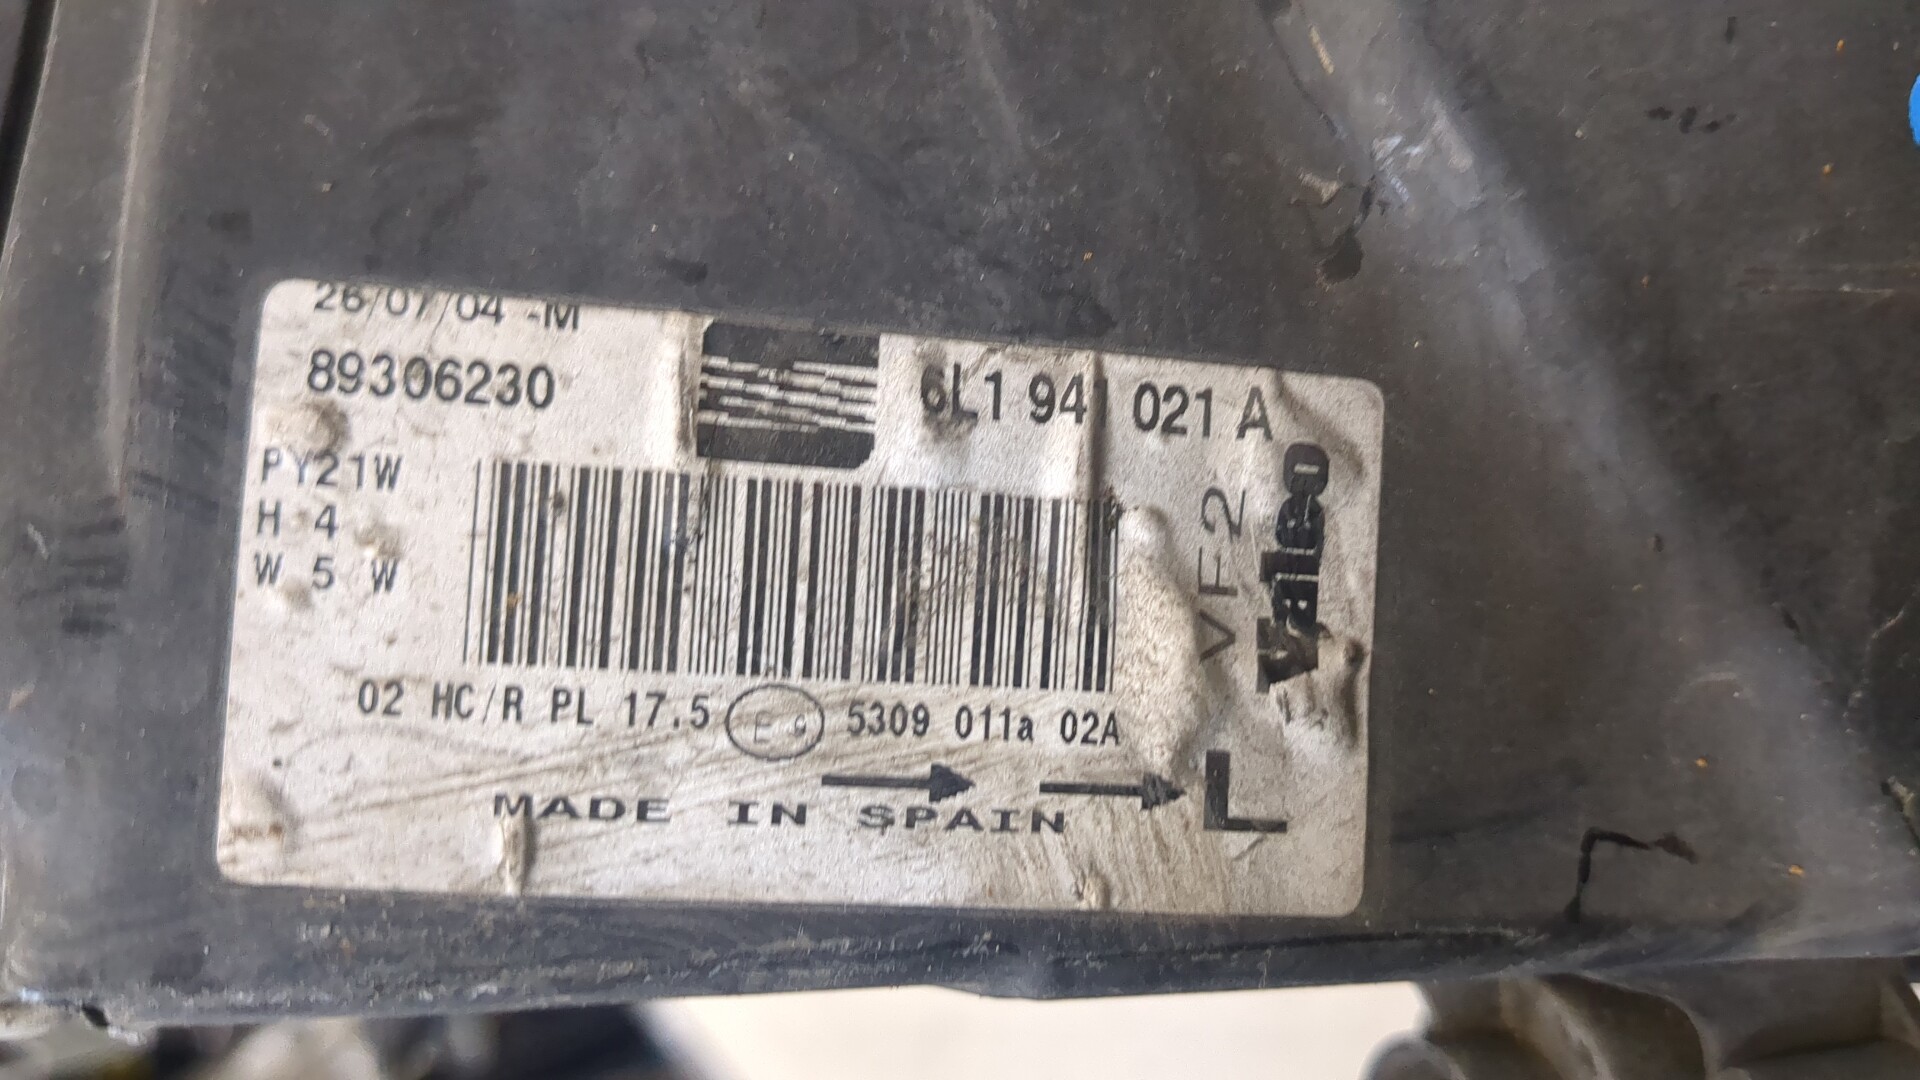 26/07/04 -M
89306230
6L1 941 021 A
PY21W
H 4
W 5 W
VF2
Valeo
02 HC/R PL 17.5 E 9 5309 011a 02A
MADE IN SPAIN
L